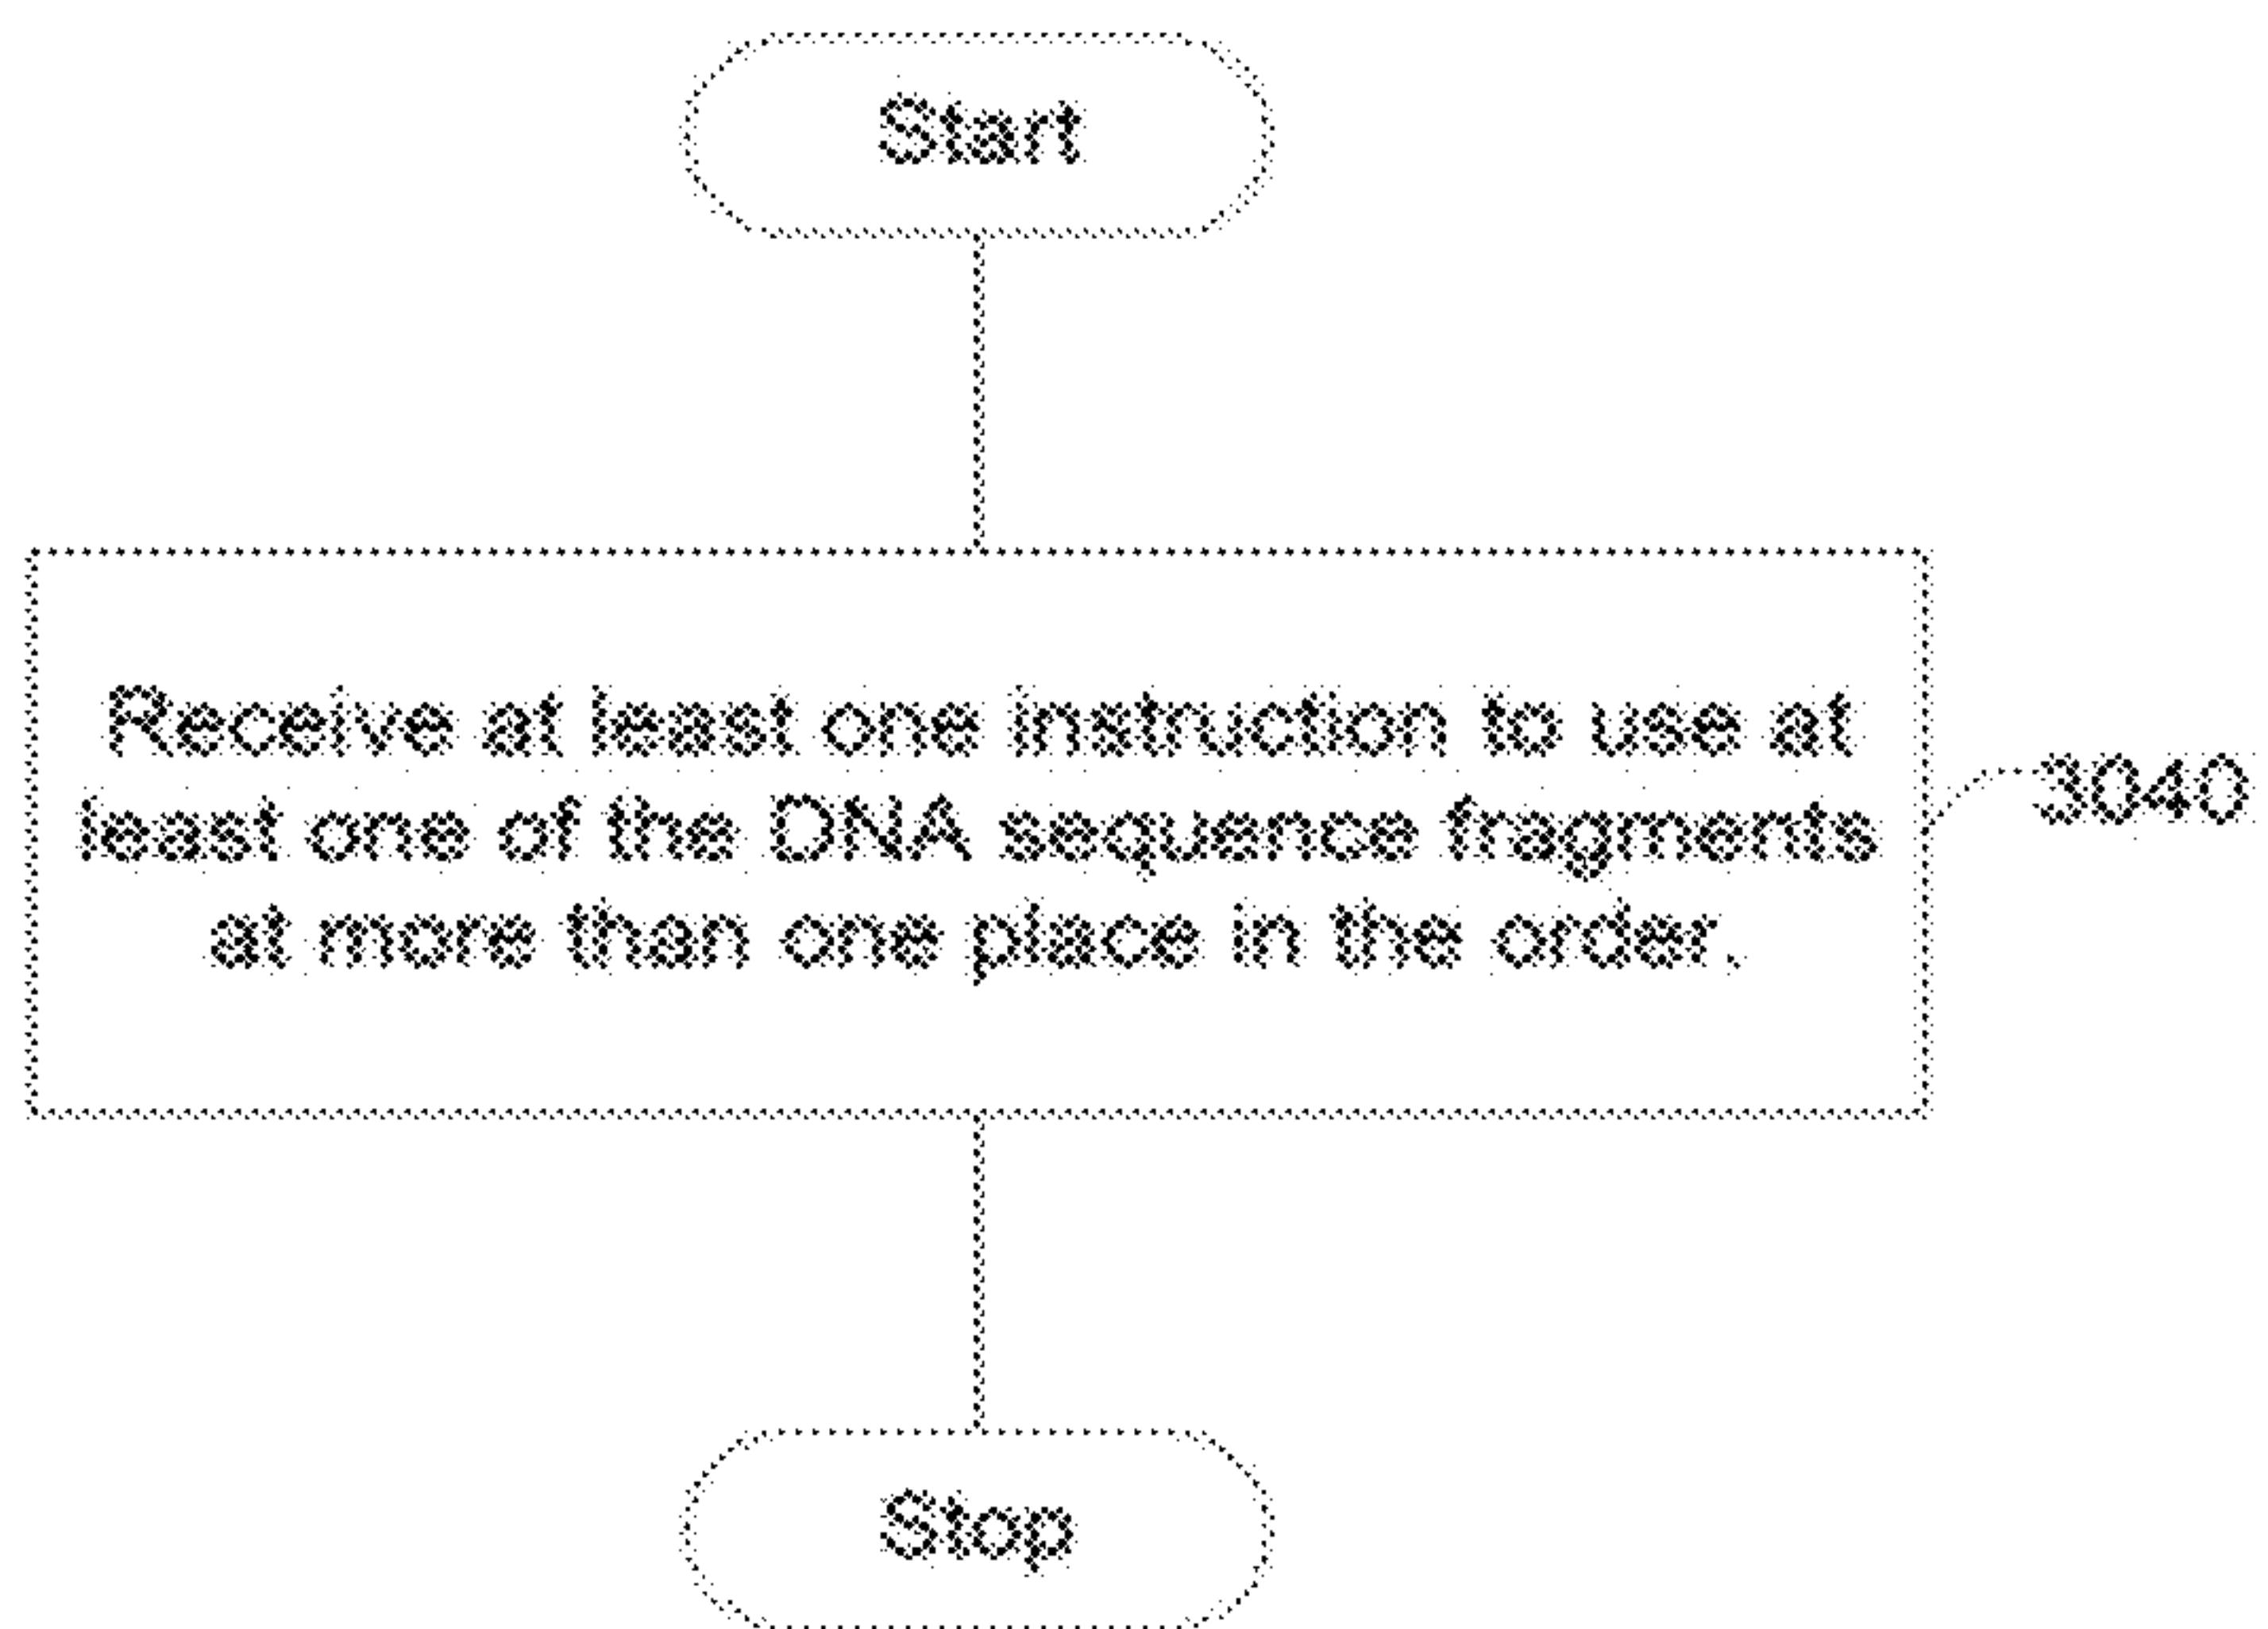 Start
Receive at least one instruction to use at
least one of the DNA sequence fragments
at more than one place in the order.
3040
Stop